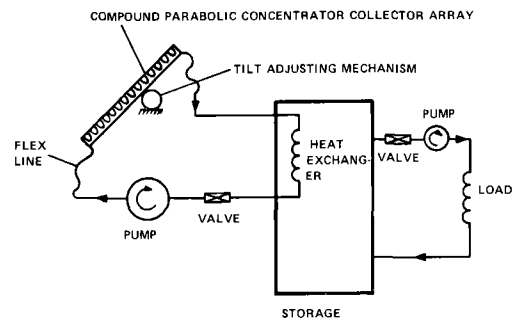 COMPOUND PARABOLIC CONCENTRATOR COLLECTOR ARRAY
TILT ADJUSTING MECHANISM
FLEX
LINE
PUMP
VALVE
HEAT
EXCHANG-
ER
STORAGE
VALVE
PUMP
LOAD